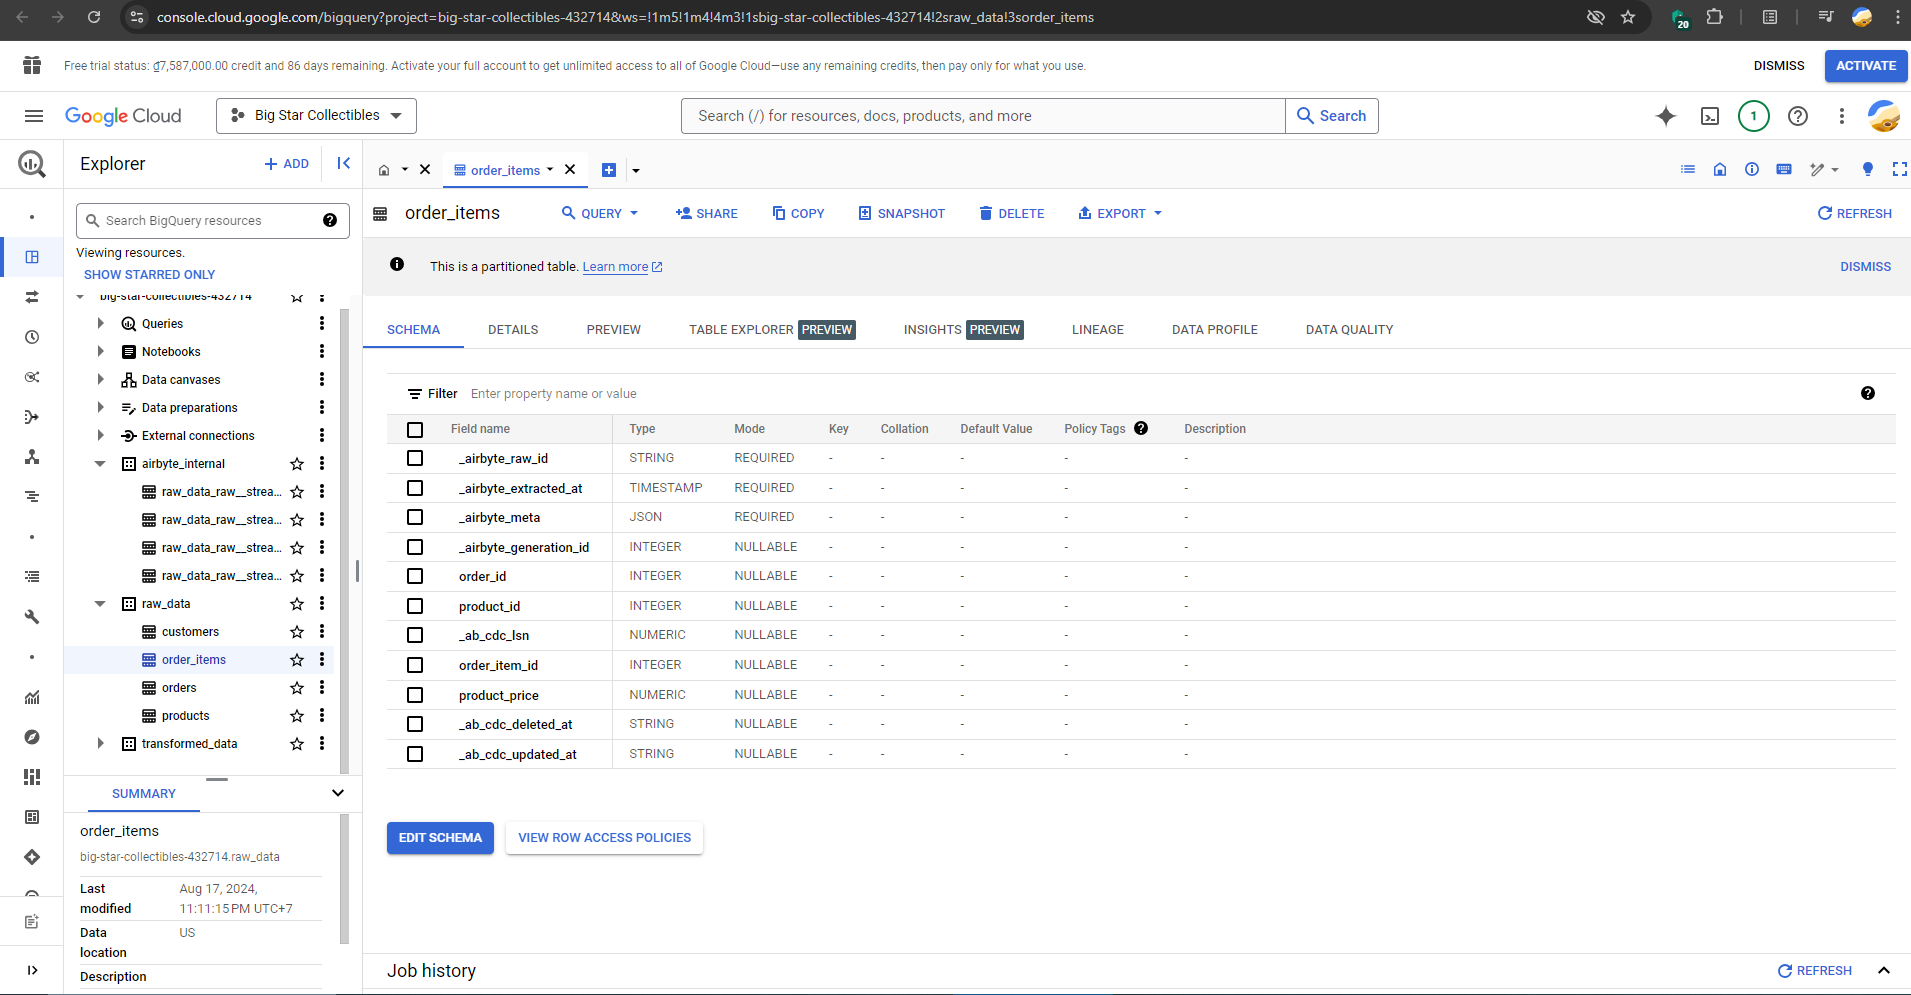 console.cloud.google.com/bigquery?project=big-star-collectibles-432714&ws=!1m5!1m4!4m3!1sbig-star-collectibles-432714!2sraw_data!3sorder_items
20
Free trial status: ₫7,587,000.00 credit and 86 days remaining. Activate your full account to get unlimited access to all of Google Cloud—use any remaining credits, then pay only for what you use.
DISMISS
ACTIVATE
Google Cloud
Big Star Collectibles
Search (/) for resources, docs, products, and more
Search
1
Explorer
+ ADD
order_items
Search BigQuery resources
Viewing resources.
SHOW STARRED ONLY
big-star-collectibles-432714
Queries
Notebooks
Data canvases
Data preparations
External connections
airbyte_internal
raw_data_raw__strea...
raw_data_raw__strea...
raw_data_raw__strea...
raw_data_raw__strea...
raw_data
customers
order_items
orders
products
transformed_data
SUMMARY
order_items
big-star-collectibles-432714.raw_data
Last modified Aug 17, 2024, 11:11:15 PM UTC+7
Data location US
Description
order_items
QUERY
SHARE
COPY
SNAPSHOT
DELETE
EXPORT
REFRESH
This is a partitioned table. Learn more
DISMISS
SCHEMA DETAILS PREVIEW TABLE EXPLORER PREVIEW INSIGHTS PREVIEW LINEAGE DATA PROFILE DATA QUALITY
Filter Enter property name or value
Field name Type Mode Key Collation Default Value Policy Tags Description
_airbyte_raw_id STRING REQUIRED - - - - -
_airbyte_extracted_at TIMESTAMP REQUIRED - - - - -
_airbyte_meta JSON REQUIRED - - - - -
_airbyte_generation_id INTEGER NULLABLE - - - - -
order_id INTEGER NULLABLE - - - - -
product_id INTEGER NULLABLE - - - - -
_ab_cdc_lsn NUMERIC NULLABLE - - - - -
order_item_id INTEGER NULLABLE - - - - -
product_price NUMERIC NULLABLE - - - - -
_ab_cdc_deleted_at STRING NULLABLE - - - - -
_ab_cdc_updated_at STRING NULLABLE - - - - -
EDIT SCHEMA
VIEW ROW ACCESS POLICIES
Job history
REFRESH